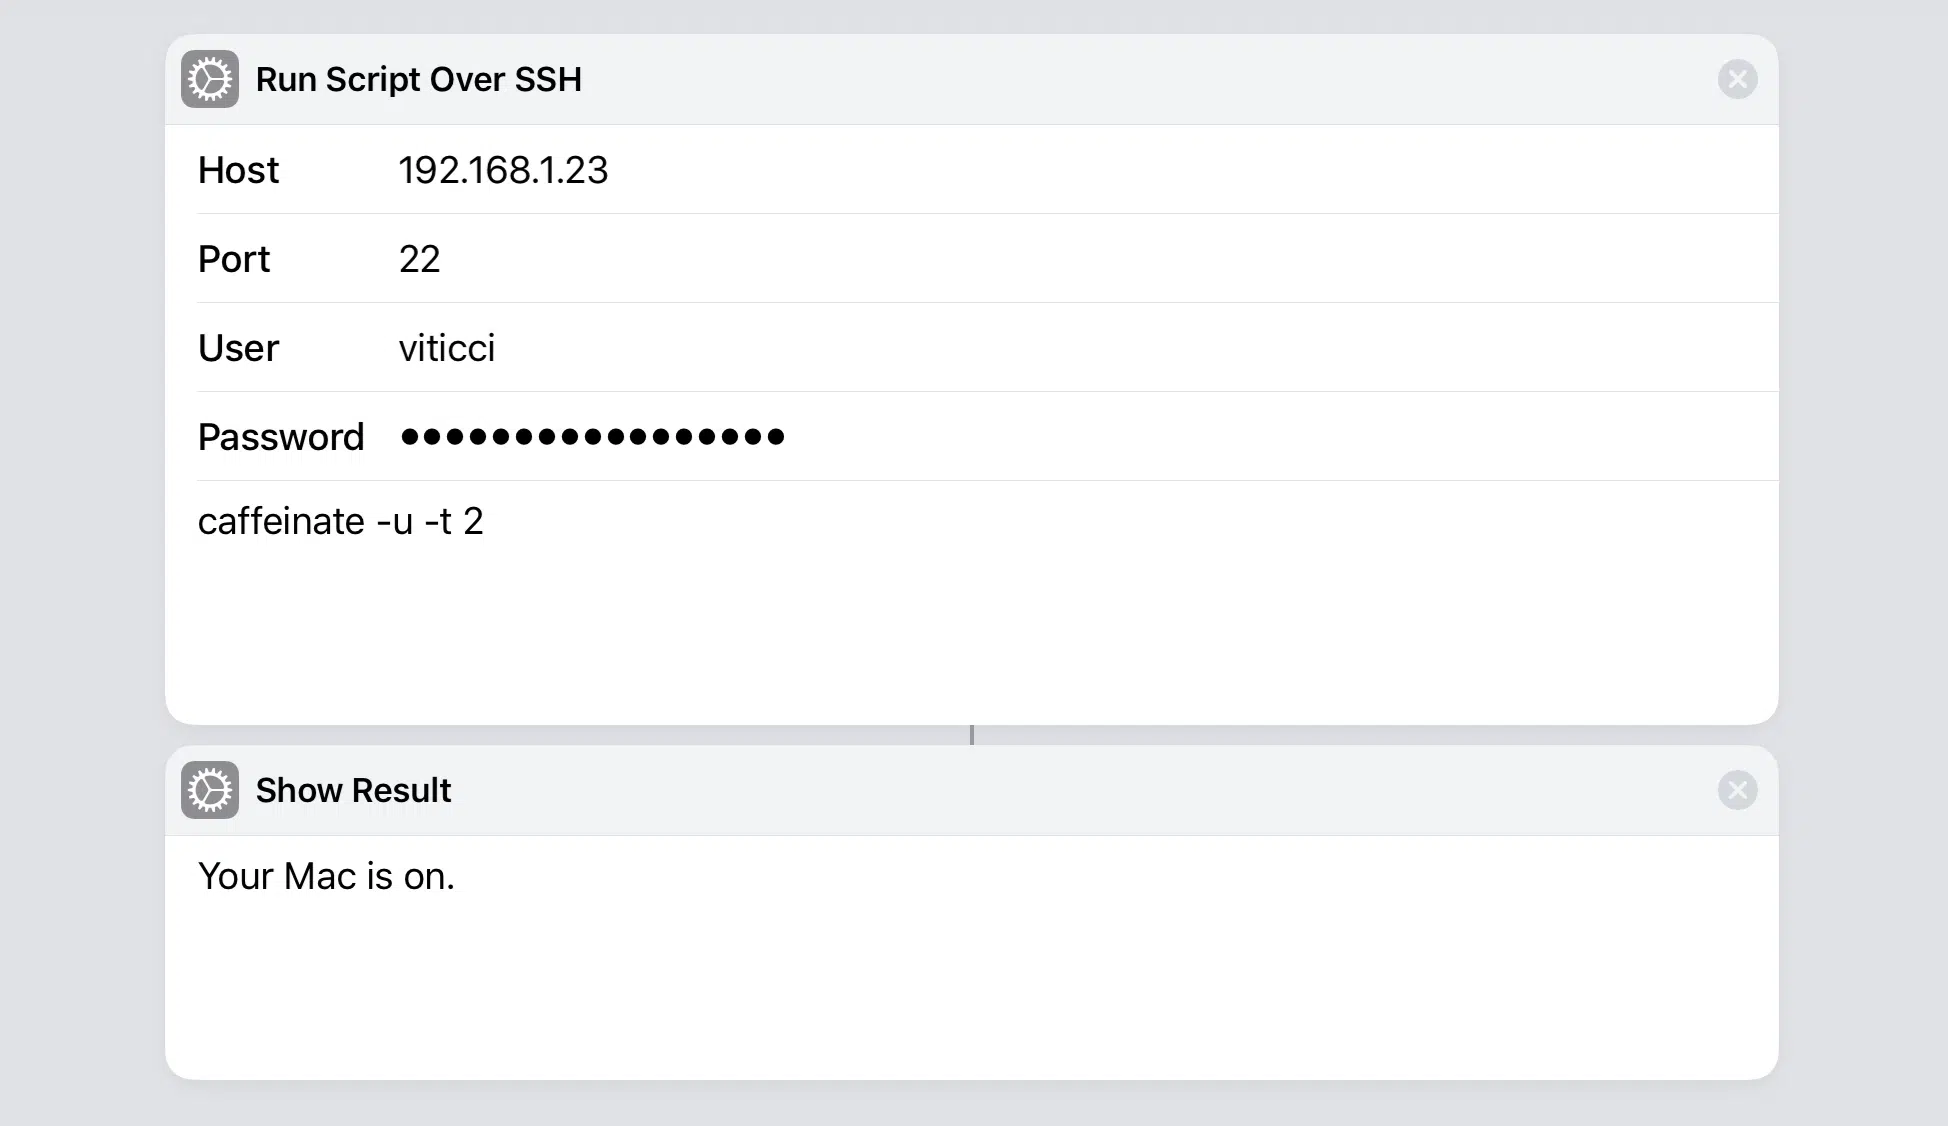 Run Script Over SSH
Host 192.168.1.23
Port 22
User viticci
Password •••••••••••••••••
caffeinate -u -t 2
Show Result
Your Mac is on.